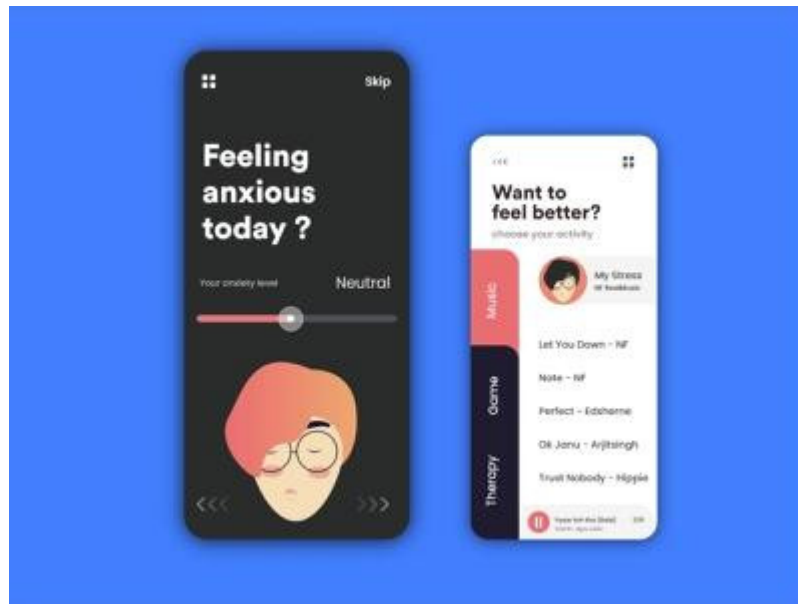 Skip
Feeling
anxious
today ?
Your anxiety level
Neutral
Want to
feel better?
choose your activity
Music
Game
Therapy
My Stress
Let You Down - NF
Note - NF
Perfect - Edsherne
Ok Janu - Arjitsingh
Trust Nobody - Hippie